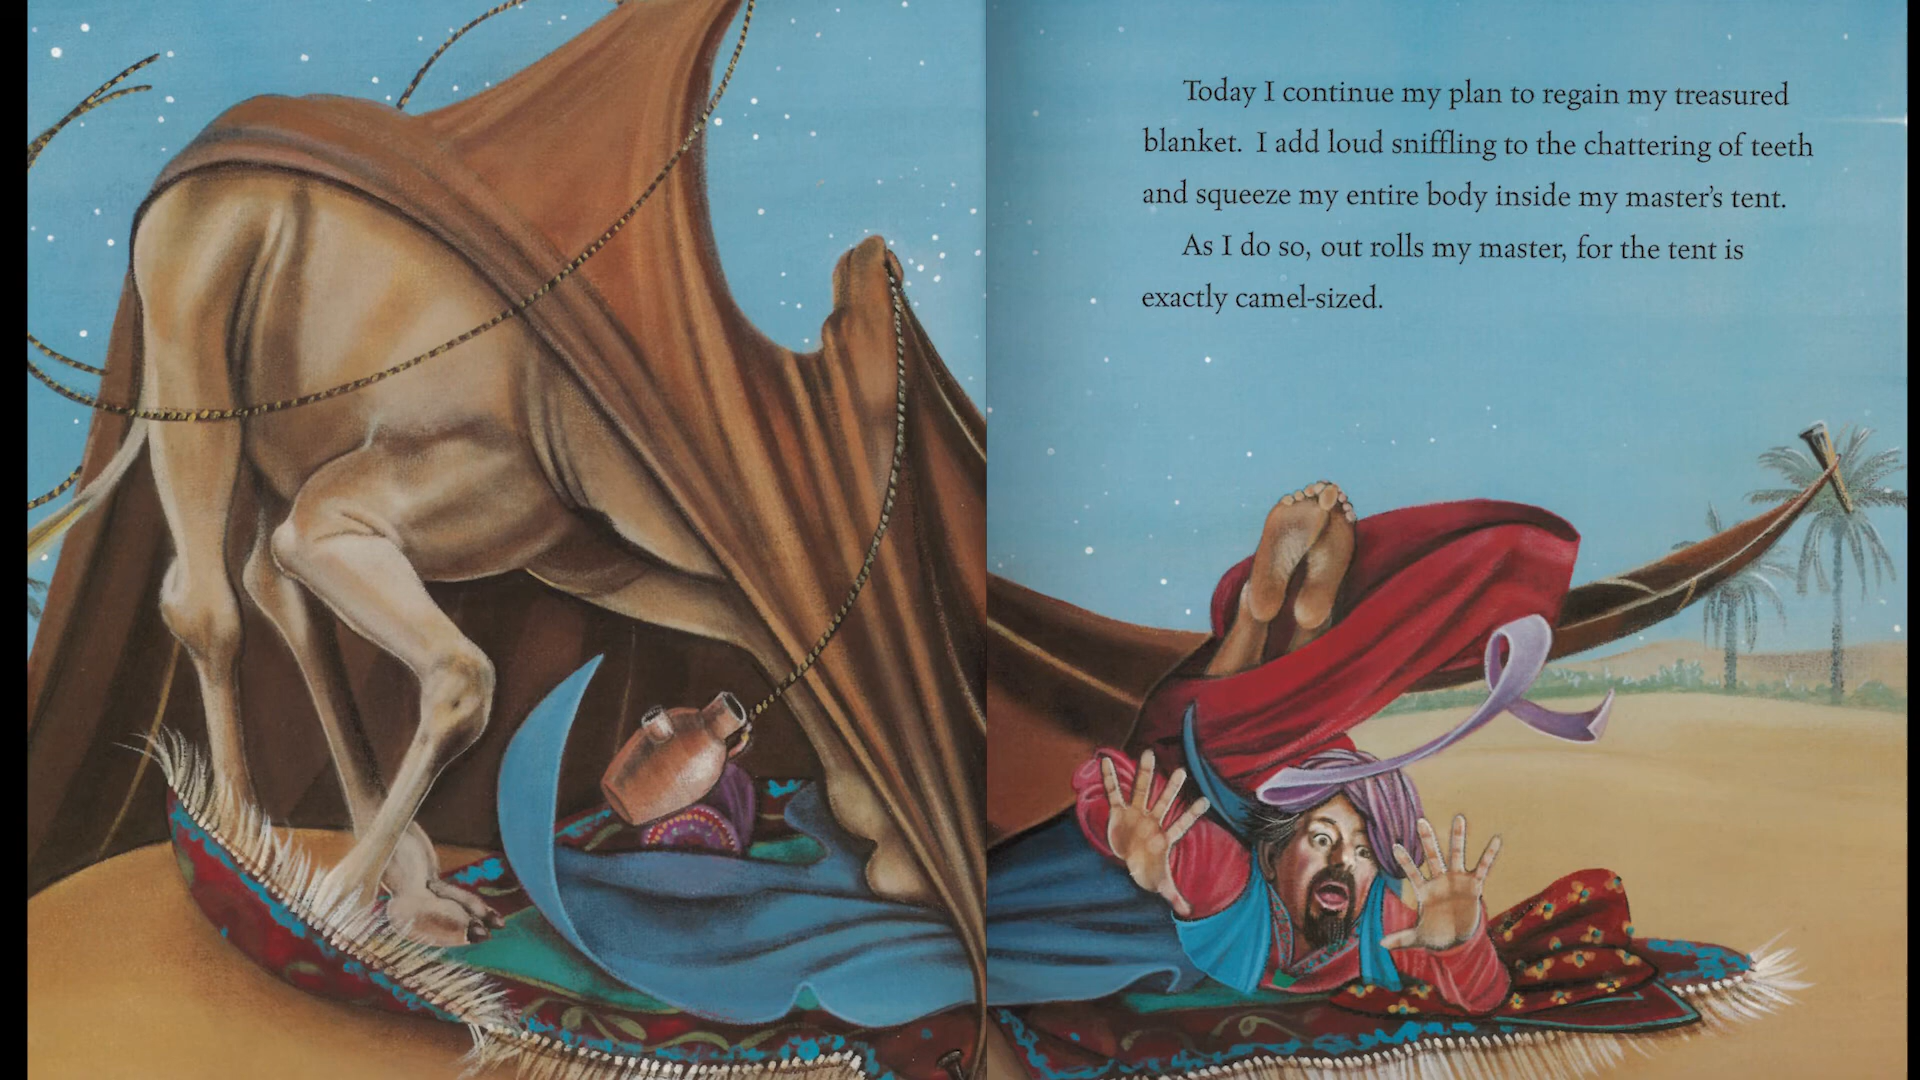 Today I continue my plan to regain my treasured
blanket. I add loud sniffling to the chattering of teeth
and squeeze my entire body inside my master's tent.
As I do so, out rolls my master, for the tent is
exactly camel-sized.